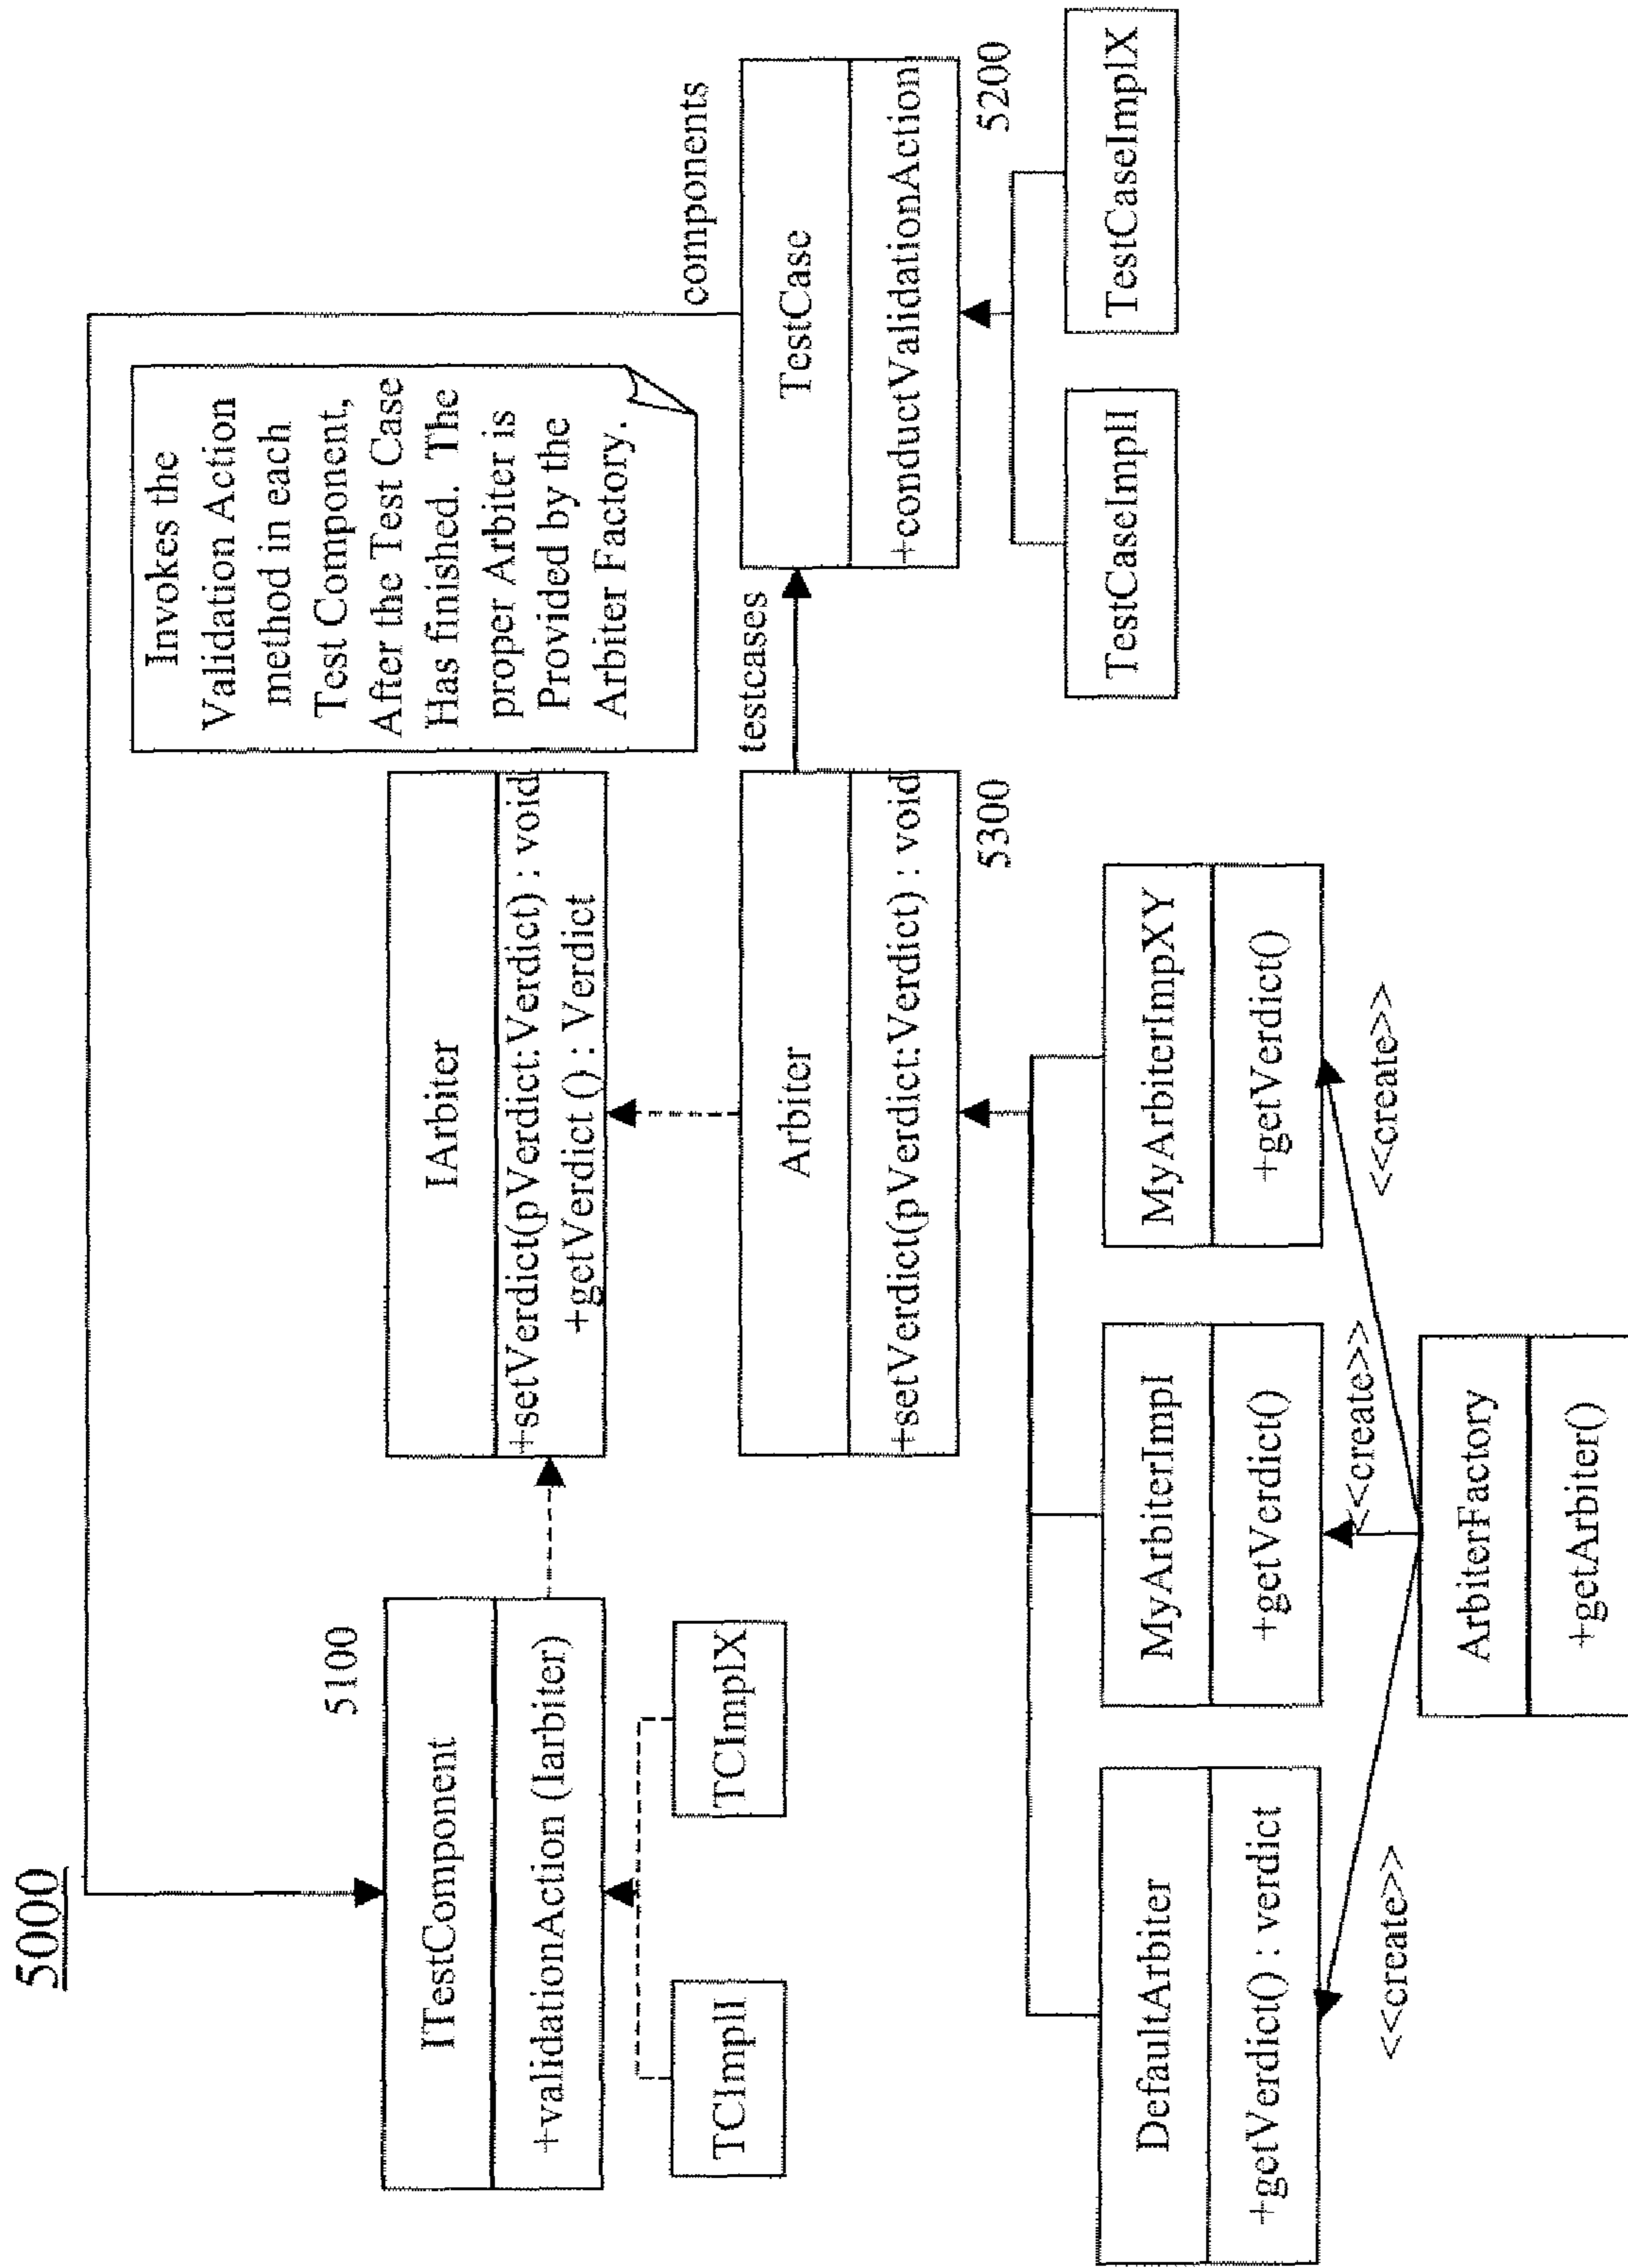 5000
components
Invokes the
Validation Action
method in each
Test Component,
After the Test Case
Has finished. The
proper Arbiter is
Provided by the
Arbiter Factory.
5100
ITestComponent
+validationAction (Iarbiter)
TCImplI
TCImplX
IArbiter
+setVerdict(pVerdict:Verdict) : void
+getVerdict () : Verdict
testcases
TestCase
+conductValidationAction
5200
TestCaseImplI
TestCaseImplX
Arbiter
+setVerdict(pVerdict:Verdict) : void
5300
DefaultArbiter
+getVerdict() : verdict
MyArbiterImpl
+getVerdict()
MyArbiterImpXY
+getVerdict()
<<create>>
<<create>>
<<create>>
ArbiterFactory
+getArbiter()